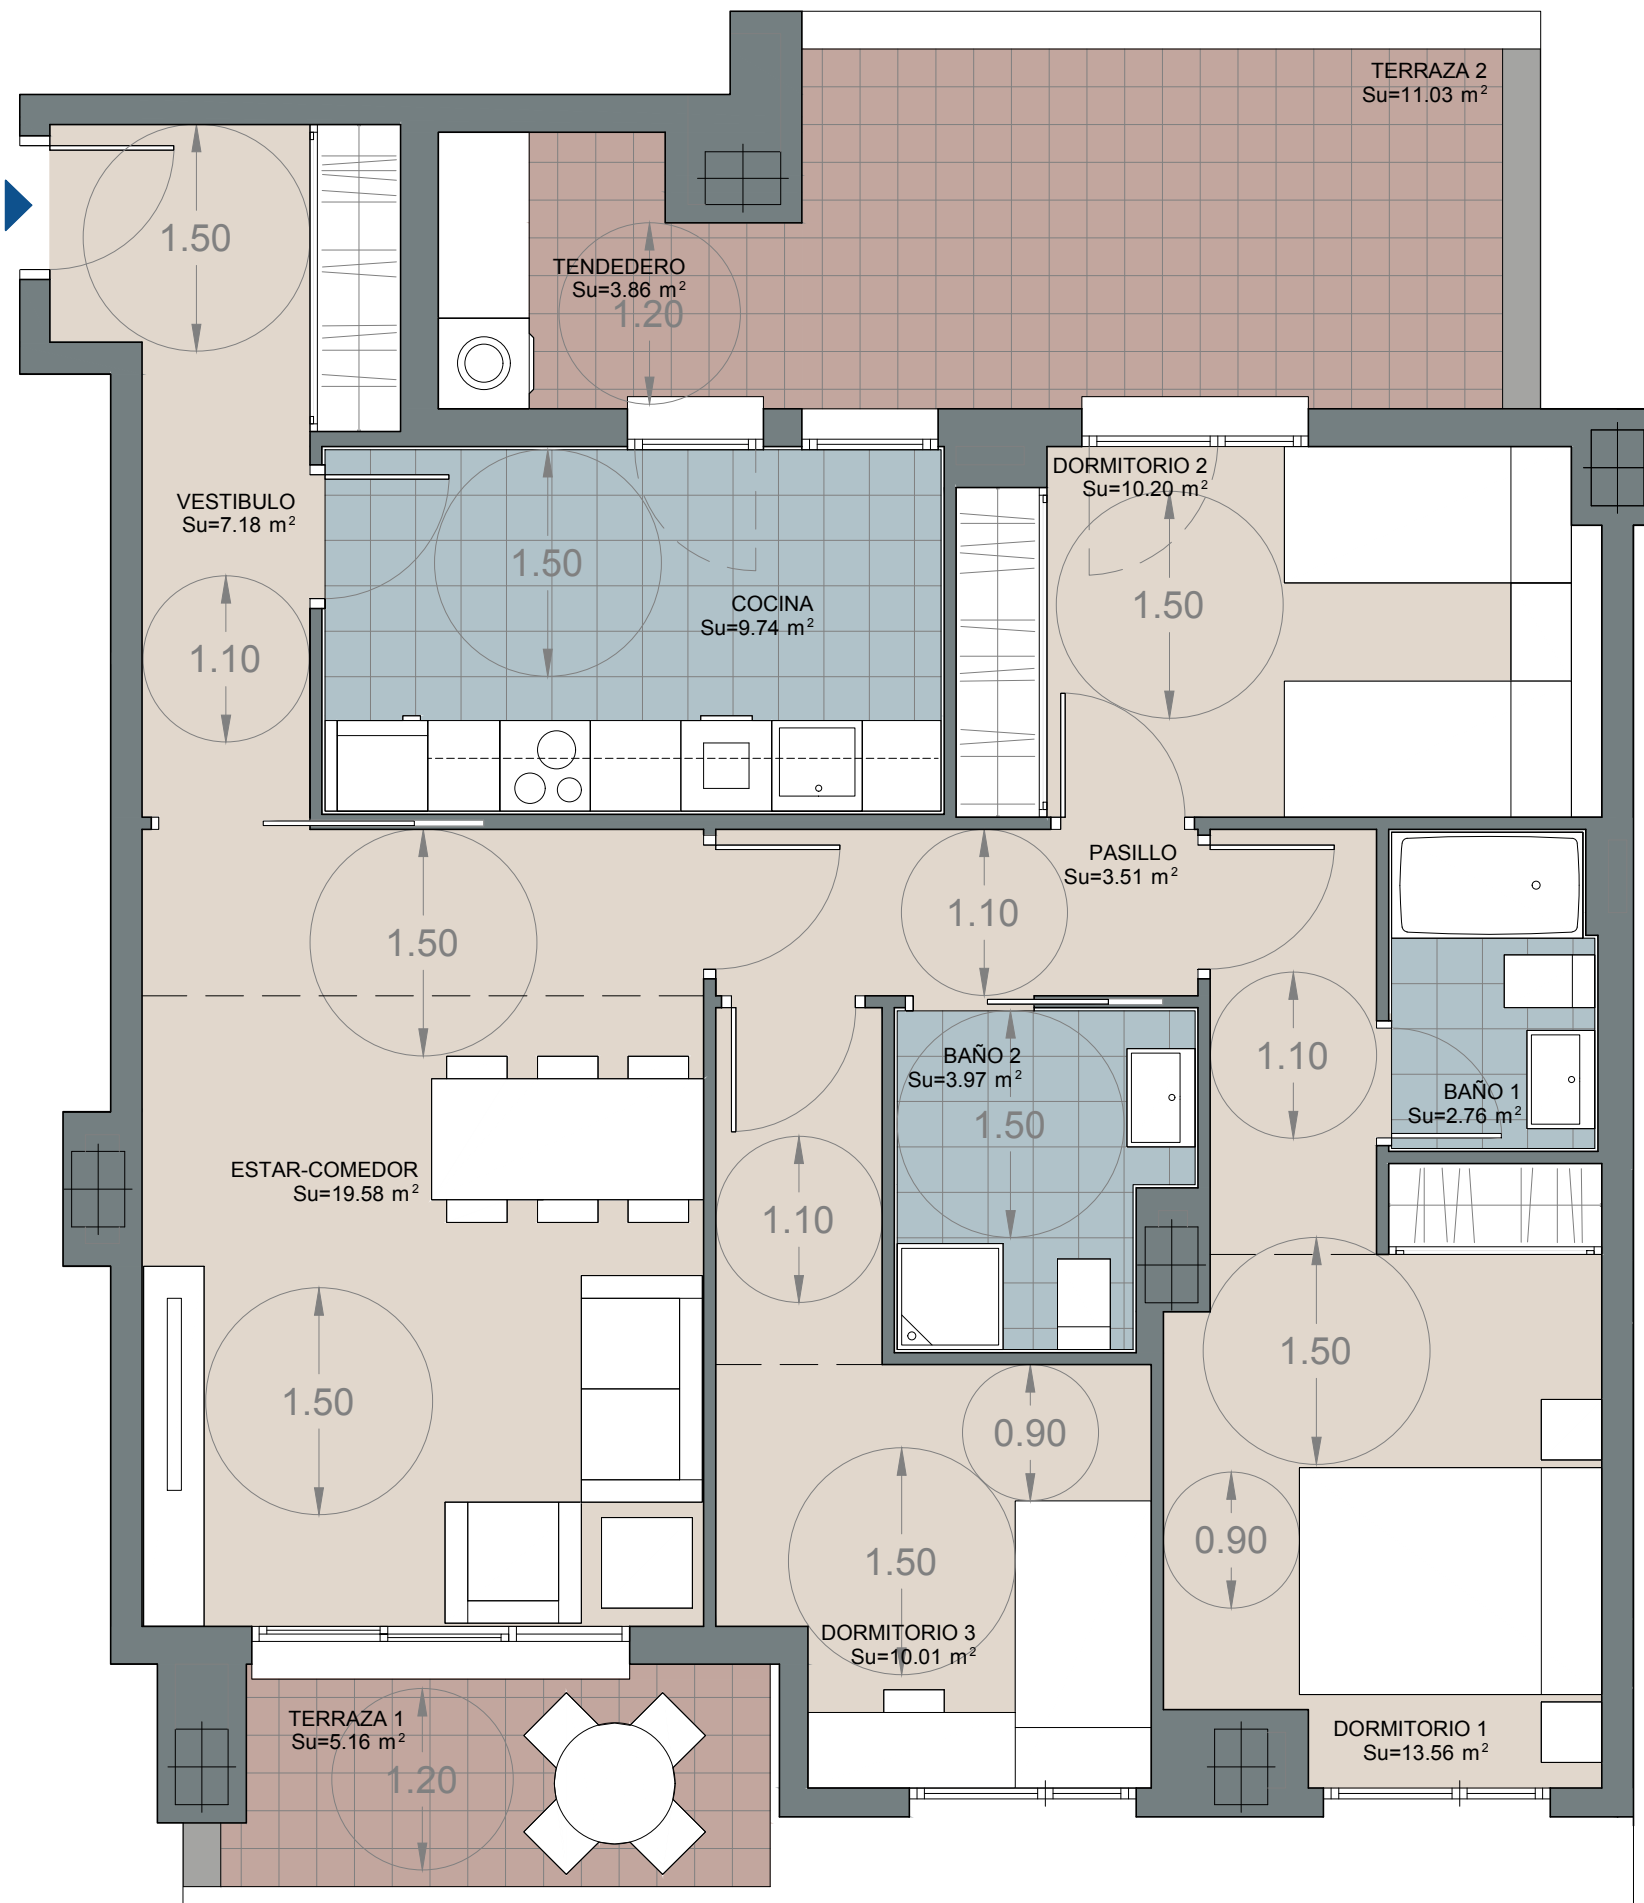 TERRAZA 2
Su=11.03 m²
1.50
TENDEDERO
Su=3.86 m²
1.20
VESTIBULO
Su=7.18 m²
1.50
DORMITORIO 2
Su=10.20 m²
1.50
COCINA
Su=9.74 m²
1.10
PASILLO
Su=3.51 m²
1.10
1.50
BAÑO 2
Su=3.97 m²
1.50
1.10
BAÑO 1
Su=2.76 m²
ESTAR-COMEDOR
Su=19.58 m²
1.10
1.50
1.50
0.90
0.90
1.50
DORMITORIO 3
Su=10.01 m²
TERRAZA 1
Su=5.16 m²
1.20
DORMITORIO 1
Su=13.56 m²